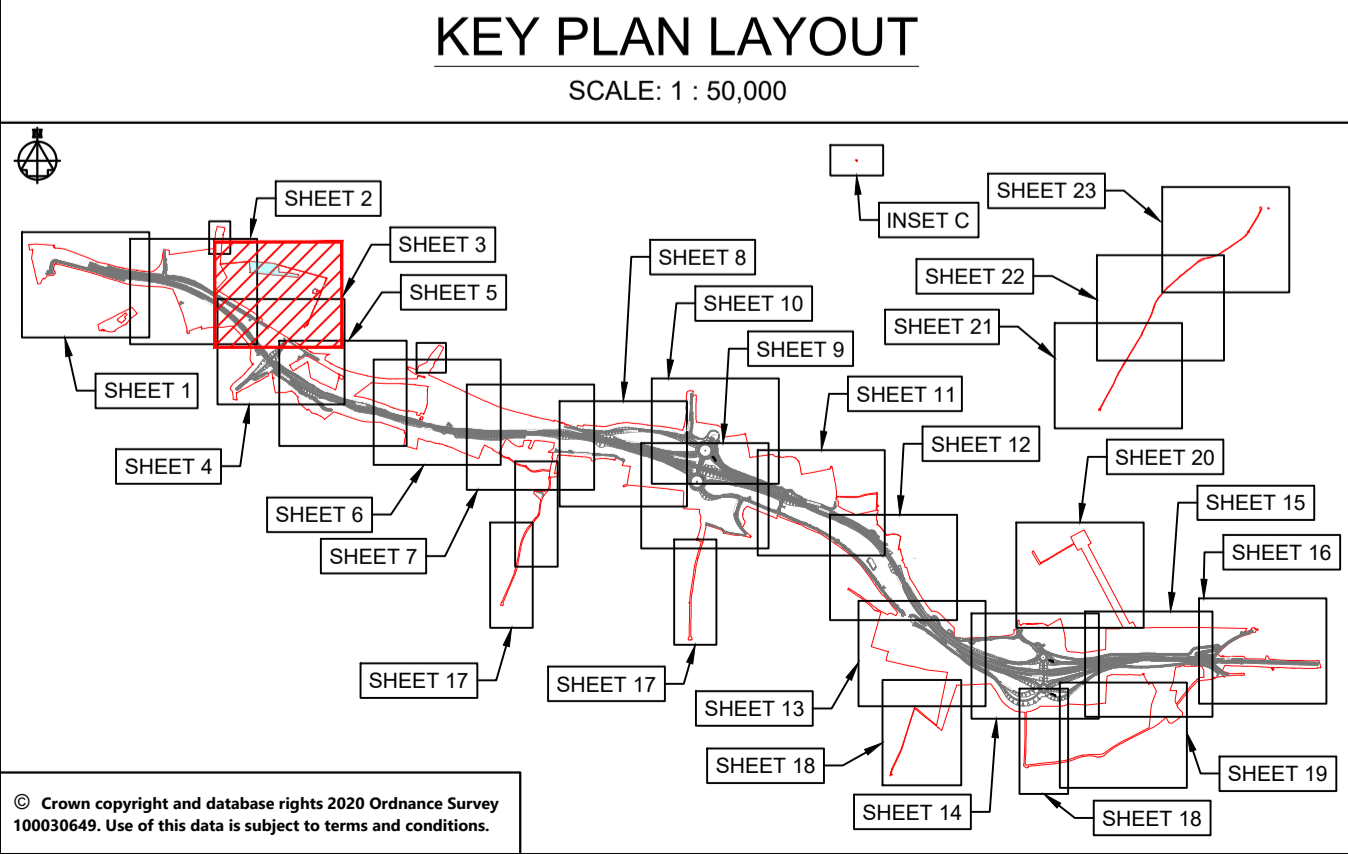 KEY PLAN LAYOUT
SCALE: 1 : 50,000
SHEET 2
SHEET 3
SHEET 5
SHEET 1
SHEET 4
SHEET 6
SHEET 7
SHEET 8
SHEET 10
SHEET 9
SHEET 11
SHEET 12
INSET C
SHEET 23
SHEET 22
SHEET 21
SHEET 20
SHEET 15
SHEET 16
SHEET 17
SHEET 17
SHEET 13
SHEET 18
SHEET 14
SHEET 18
SHEET 19
© Crown copyright and database rights 2020 Ordnance Survey
100030649. Use of this data is subject to terms and conditions.